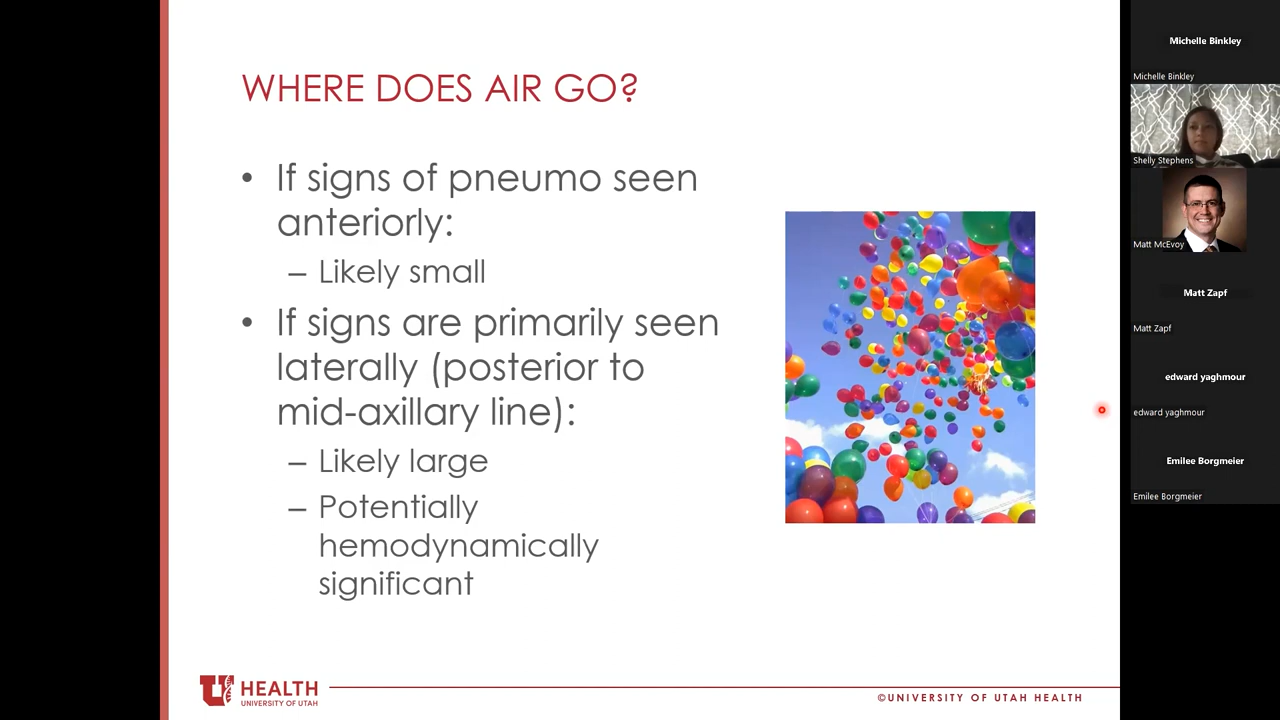 WHERE DOES AIR GO?
• If signs of pneumo seen
anteriorly:
– Likely small
• If signs are primarily seen
laterally (posterior to
mid-axillary line):
– Likely large
– Potentially
hemodynamically
significant
HEALTH
UNIVERSITY OF UTAH
©UNIVERSITY OF UTAH HEALTH
Michelle Binkley
Michelle Binkley
Shelly Stephens
Matt McEvoy
Matt Zapf
Matt Zapf
edward yaghmour
edward yaghmour
Emilee Borgmeier
Emilee Borgmeier